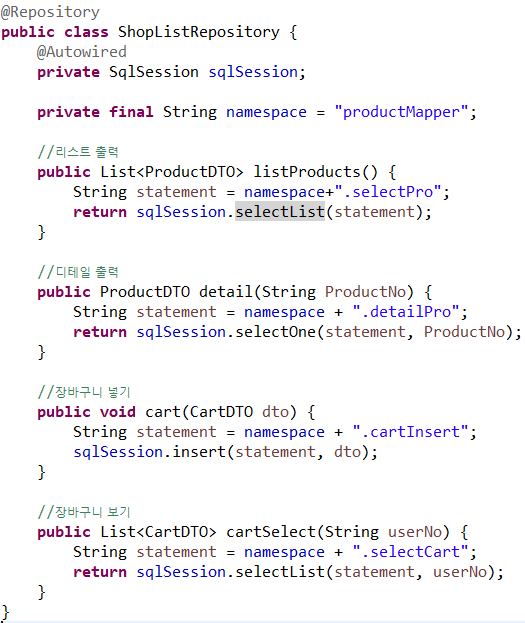 @Repository
public class ShopListRepository {
    @Autowired
    private SqlSession sqlSession;
    private final String namespace = "productMapper";
    //리스트 출력
    public List<ProductDTO> listProducts() {
        String statement = namespace+".selectPro";
        return sqlSession.selectList(statement);
    }
    //디테일 출력
    public ProductDTO detail(String ProductNo) {
        String statement = namespace + ".detailPro";
        return sqlSession.selectOne(statement, ProductNo);
    }
    //장바구니 넣기
    public void cart(CartDTO dto) {
        String statement = namespace + ".cartInsert";
        sqlSession.insert(statement, dto);
    }
    //장바구니 보기
    public List<CartDTO> cartSelect(String userNo) {
        String statement = namespace + ".selectCart";
        return sqlSession.selectList(statement, userNo);
    }
}